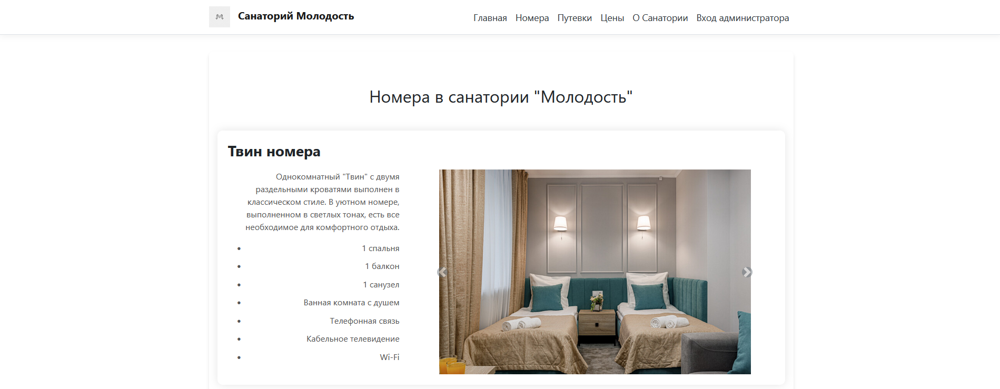 Санаторий Молодость
Главная Номера Путевки Цены О Санатории Вход администратора
Номера в санатории "Молодость"
Твин номера
Однокомнатный "Твин" с двумя
раздельными кроватями выполнен в
классическом стиле. В уютном номере,
выполненном в светлых тонах, есть все
необходимое для комфортного отдыха.
1 спальня
1 балкон
1 санузел
Ванная комната с душем
Телефонная связь
Кабельное телевидение
Wi-Fi